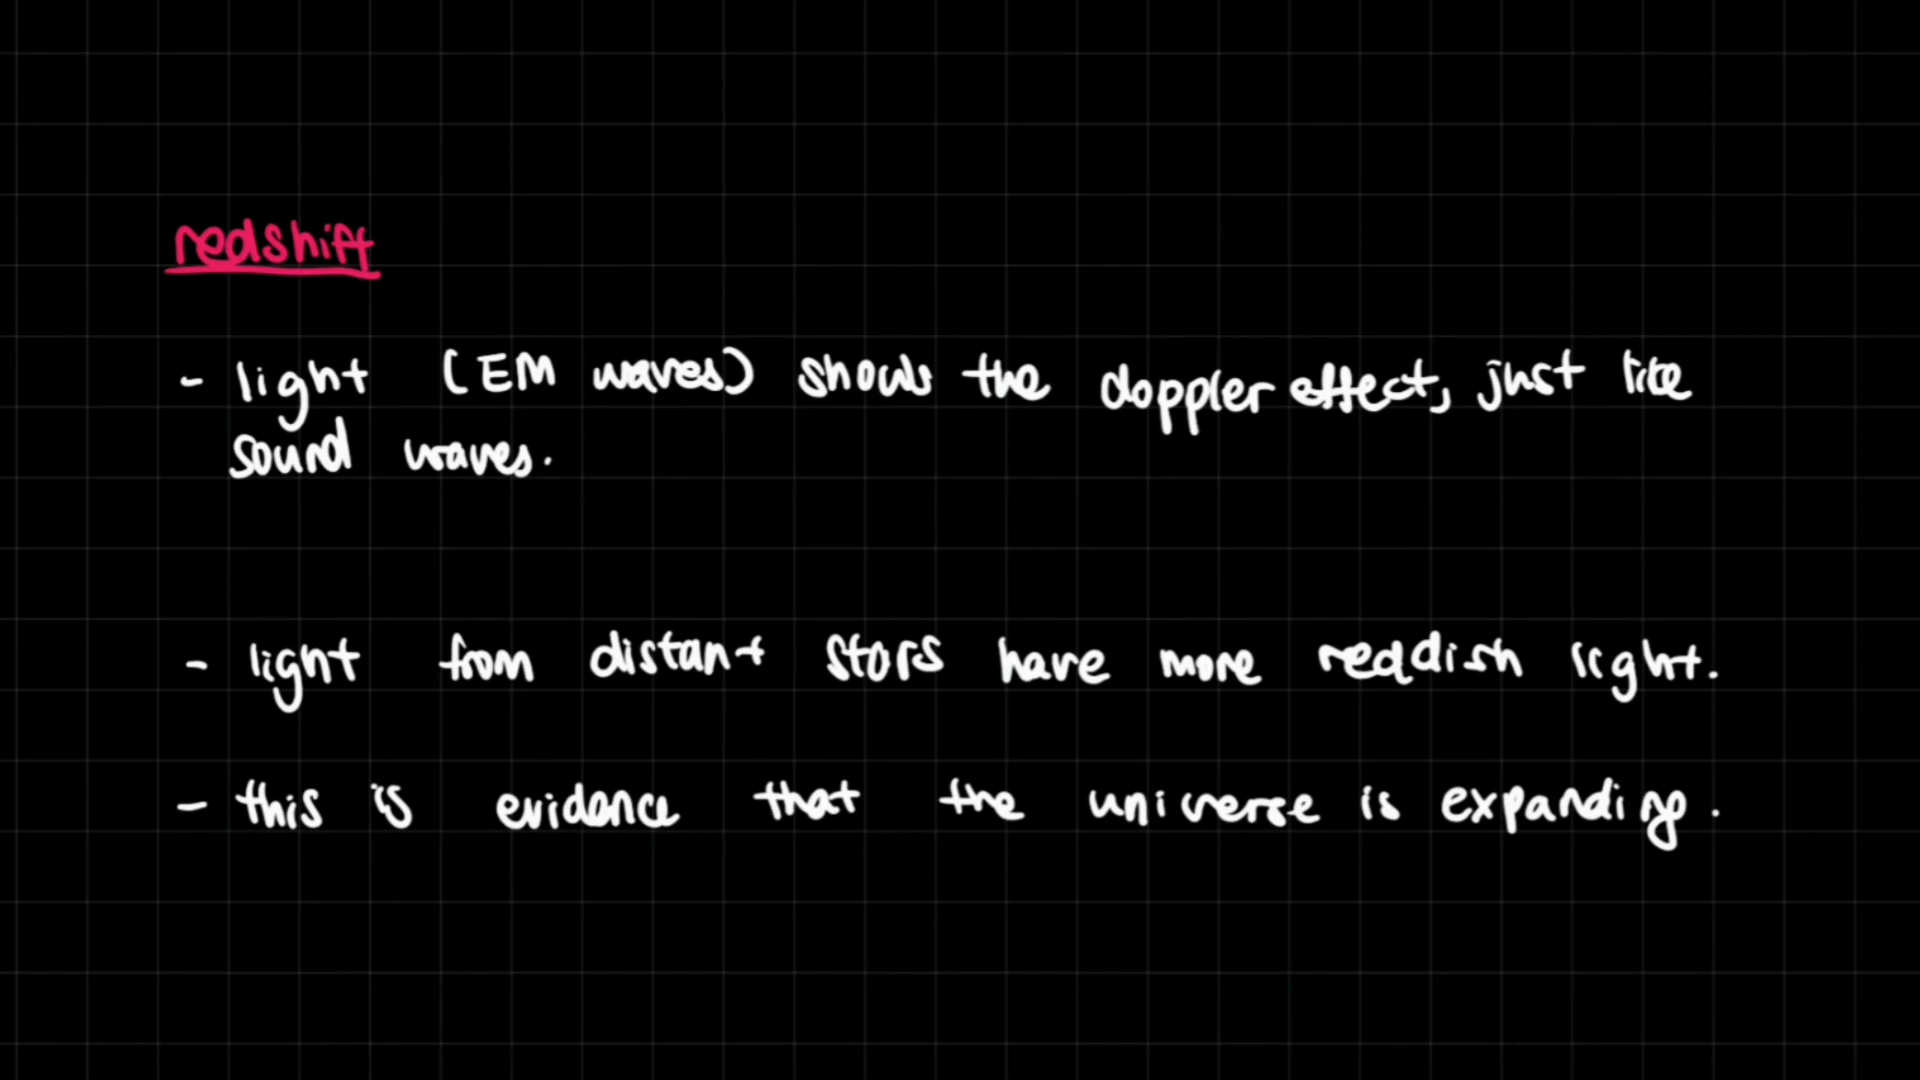 redshift
- light (EM waves) shows the doppler effect, just like
sound waves.
- light from distant stars have more reddish light.
- this is evidence that the universe is expanding.